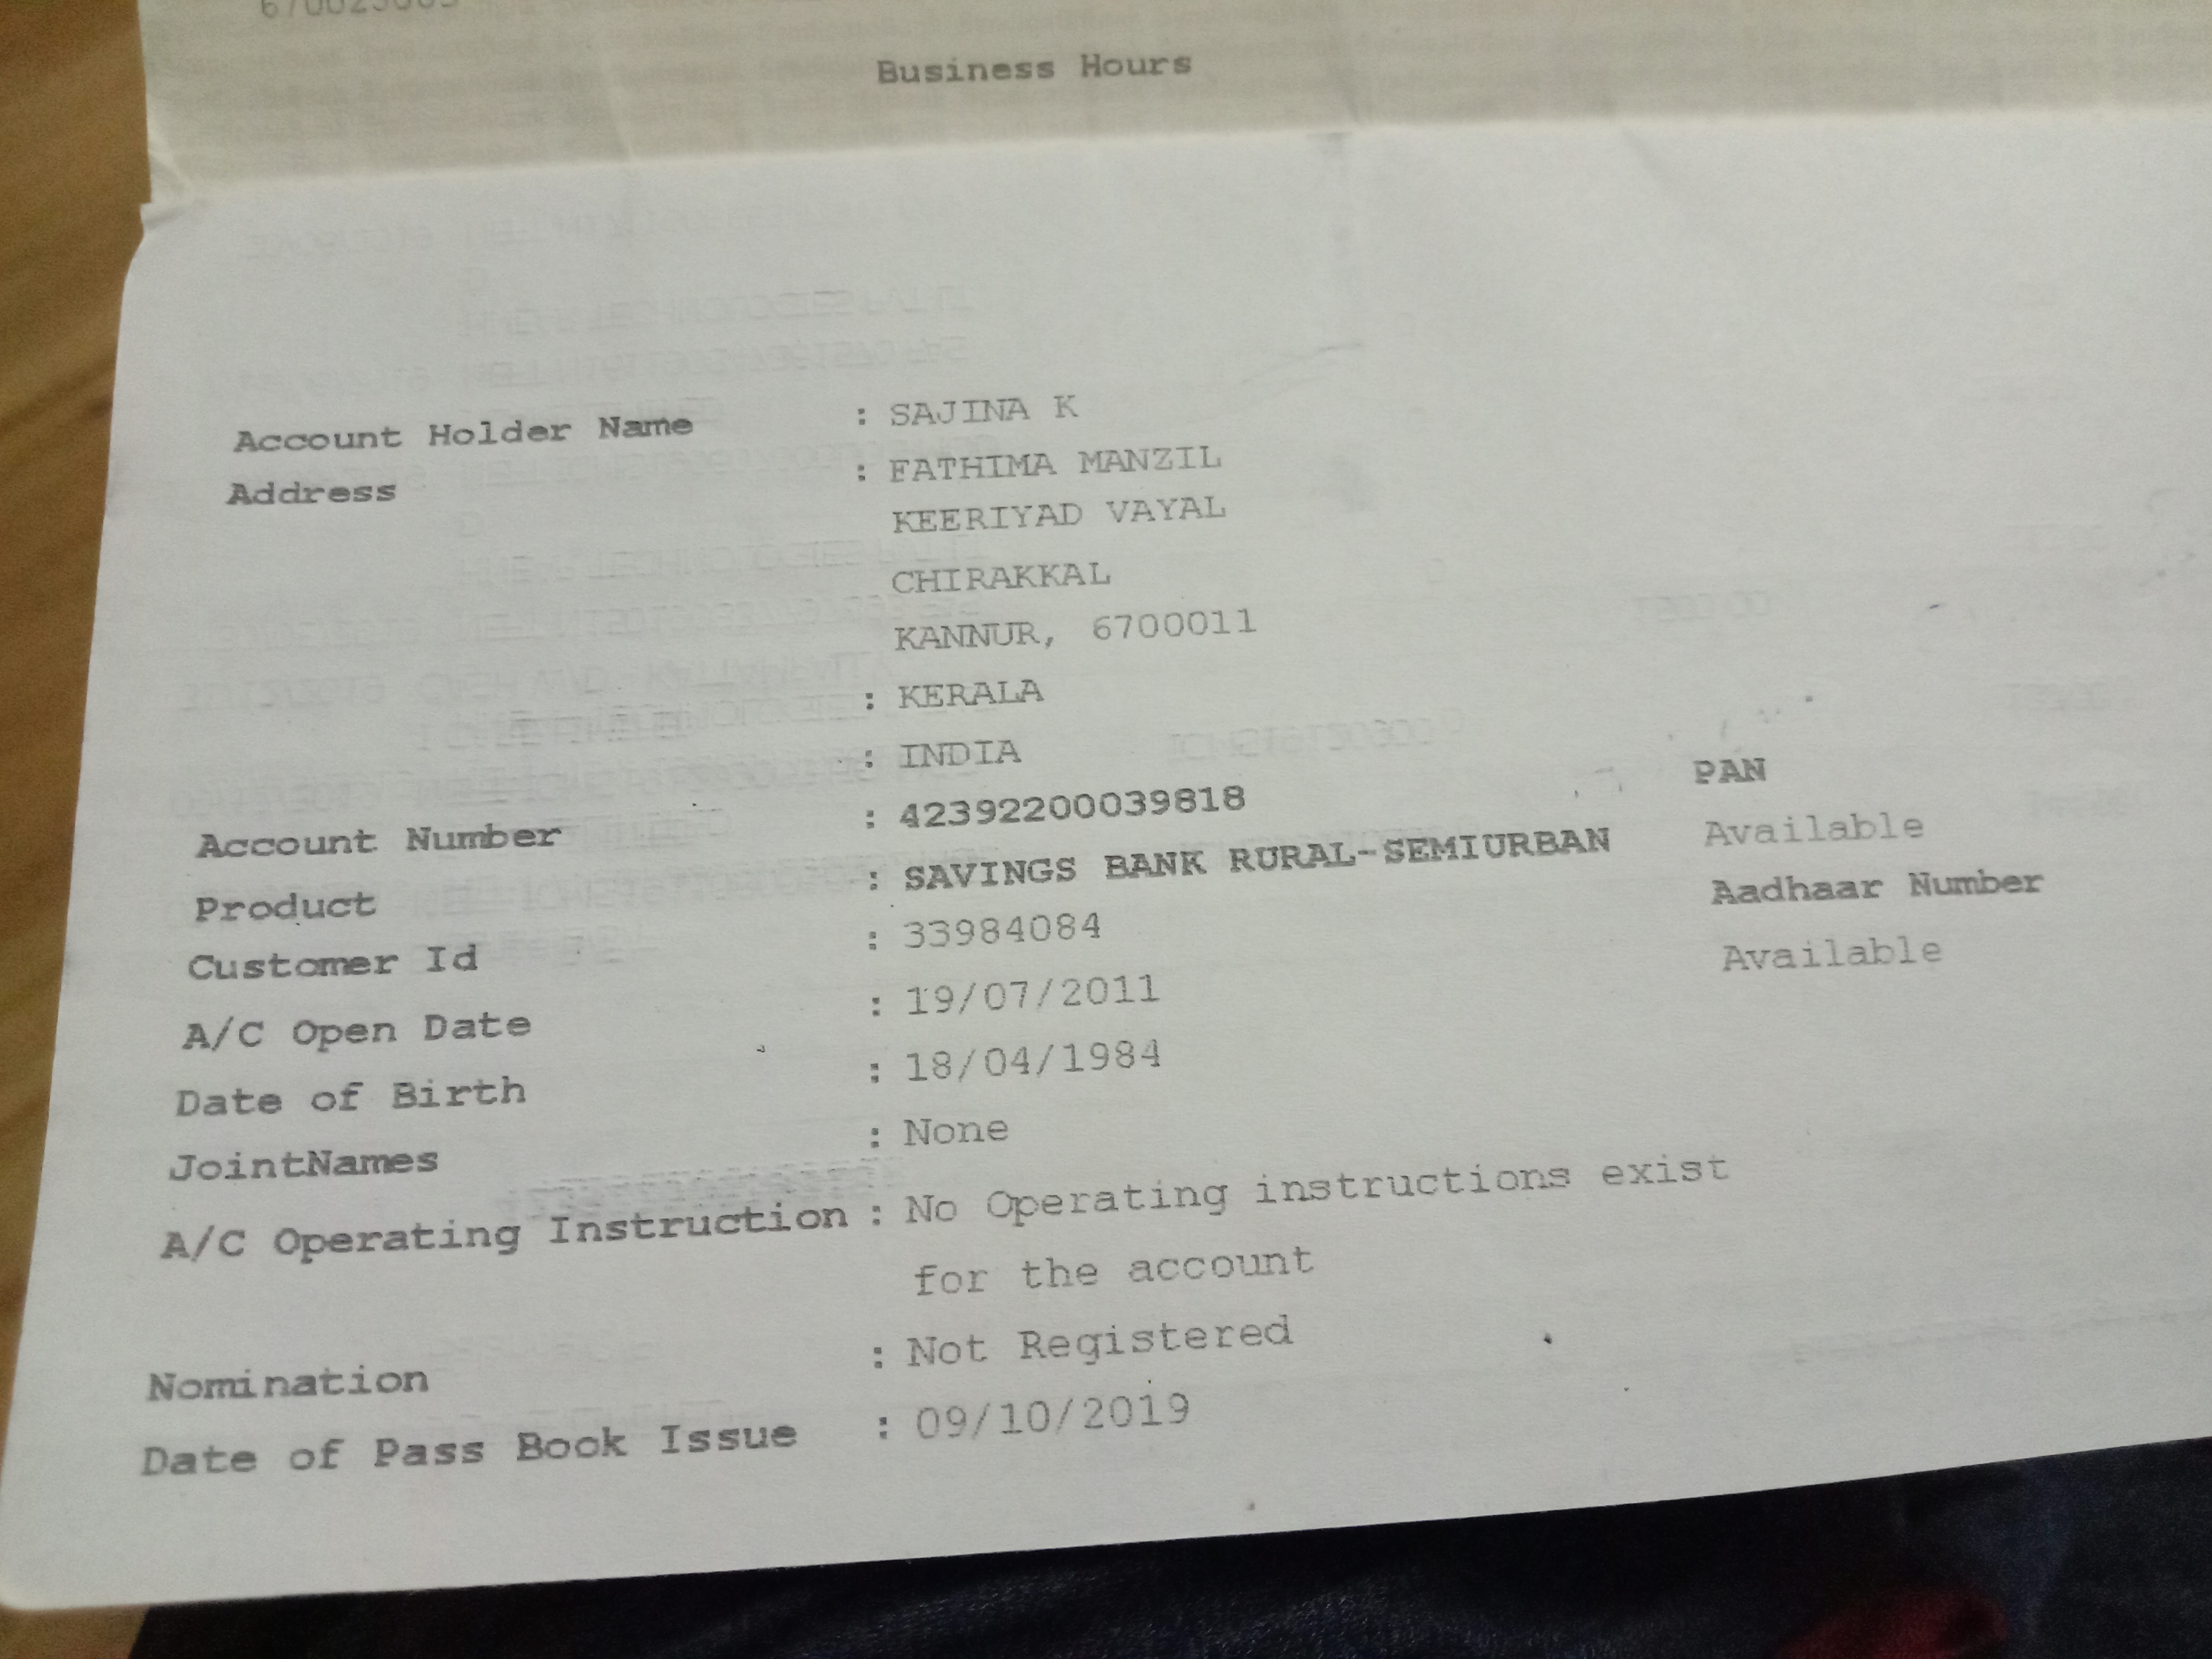 Business Hours
Account Holder Name : SAJINA K
Address : FATHIMA MANZIL
KEERIYAD VAYAL
CHIRAKKAL
KANNUR, 6700011
: KERALA
: INDIA
Account Number : 42392200039818 PAN
Product : SAVINGS BANK RURAL-SEMIURBAN Available
Customer Id : 33984084 Aadhaar Number
A/C Open Date : 19/07/2011 Available
Date of Birth : 18/04/1984
JointNames : None
A/C Operating Instruction : No Operating instructions exist
for the account
Nomination : Not Registered
Date of Pass Book Issue : 09/10/2019